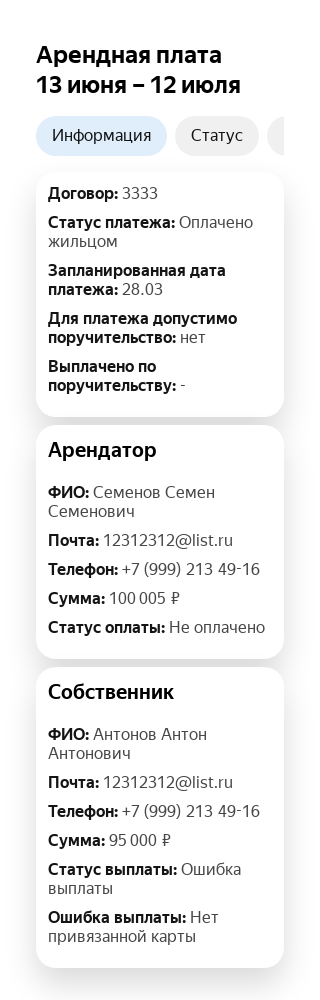 Арендная плата
13 июня – 12 июля
Информация
Статус
Договор: 3333
Статус платежа: Оплачено
жильцом
Запланированная дата
платежа: 28.03
Для платежа допустимо
поручительство: нет
Выплачено по
поручительству: -
Арендатор
ФИО: Семенов Семен
Семенович
Почта: 12312312@list.ru
Телефон: +7 (999) 213 49-16
Сумма: 100 005 ₽
Статус оплаты: Не оплачено
Собственник
ФИО: Антонов Антон
Антонович
Почта: 12312312@list.ru
Телефон: +7 (999) 213 49-16
Сумма: 95 000 ₽
Статус выплаты: Ошибка
выплаты
Ошибка выплаты: Нет
привязанной карты